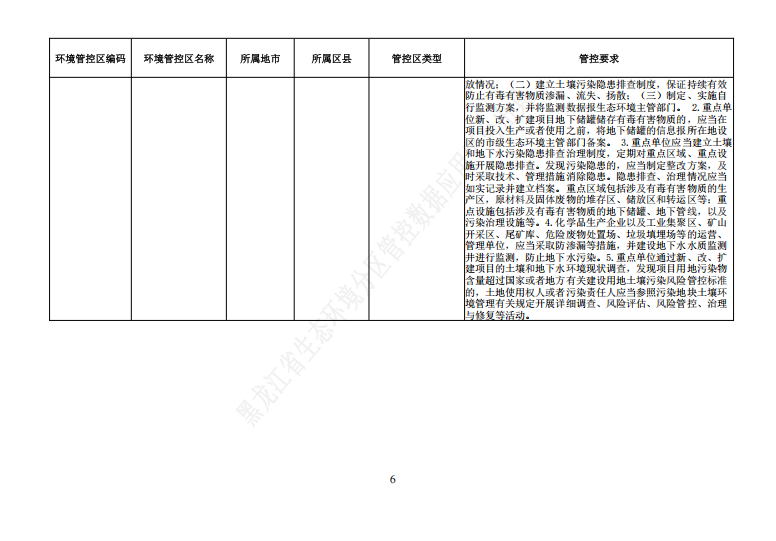 环境管控区编码 环境管控区名称 所属地市 所属区县 管控区类型 管控要求
放情况；（二）建立土壤污染隐患排查制度，保证持续有效
防止有毒有害物质渗漏、流失、扬散；（三）制定、实施自
行监测方案，并将监测数据报生态环境主管部门。 2.重点单
位新、改、扩建项目地下储罐储存有毒有害物质的，应当在
项目投入生产或者使用之前，将地下储罐的信息报所在地设
区的市级生态环境主管部门备案。 3.重点单位应当建立土壤
和地下水污染隐患排查治理制度，定期对重点区域、重点设
施开展隐患排查。发现污染隐患的，应当制定整改方案，及
时采取技术、管理措施消除隐患。隐患排查、治理情况应当
如实记录并建立档案。重点区域包括涉及有毒有害物质的生
产区，原材料及固体废物的堆存区、储放区和转运区等；重
点设施包括涉及有毒有害物质的地下储罐、地下管线，以及
污染治理设施等。4.化学品生产企业以及工业集聚区、矿山
开采区、尾矿库、危险废物处置场、垃圾填埋场等的运营、
管理单位，应当采取防渗漏等措施，并建设地下水水质监测
井进行监测，防止地下水污染。5.重点单位通过新、改、扩
建项目的土壤和地下水环境现状调查，发现项目用地污染物
含量超过国家或者地方有关建设用地土壤污染风险管控标准
的，土地使用权人或者污染责任人应当参照污染地块土壤环
境管理有关规定开展详细调查、风险评估、风险管控、治理
与修复等活动。
黑龙江省生态环境分区管控数据应用
6